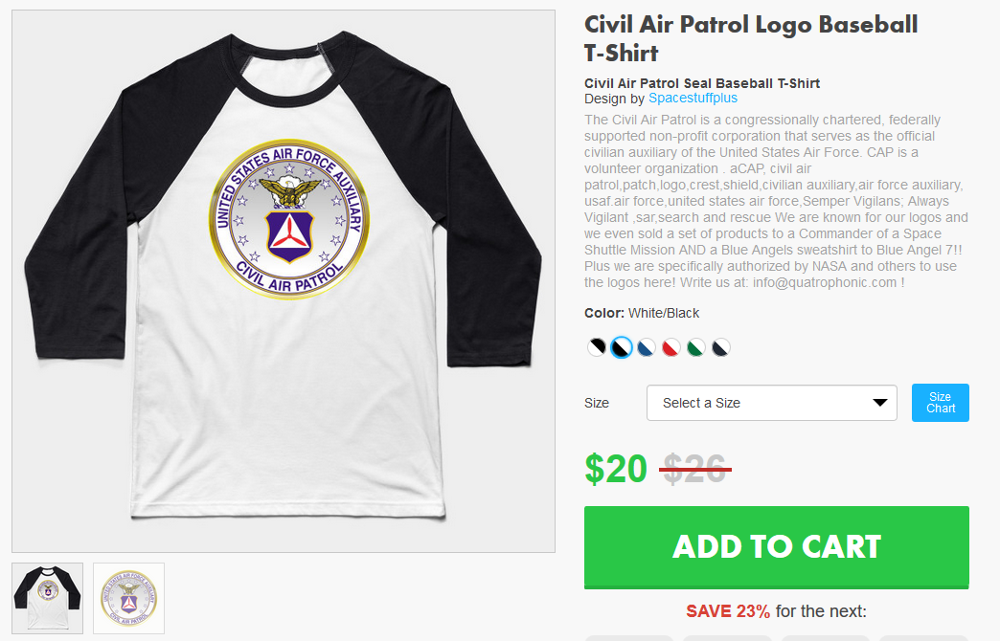 UNITED STATES AIR FORCE AUXILIARY
CIVIL AIR PATROL
UNITED STATES AIR FORCE AUXILIARY
CIVIL AIR PATROL
Civil Air Patrol Logo Baseball
T-Shirt
Civil Air Patrol Seal Baseball T-Shirt
Design by Spacestuffplus
The Civil Air Patrol is a congressionally chartered, federally
supported non-profit corporation that serves as the official
civilian auxiliary of the United States Air Force. CAP is a
volunteer organization . aCAP, civil air
patrol,patch,logo,crest,shield,civilian auxiliary,air force auxiliary,
usaf.air force,united states air force,Semper Vigilans; Always
Vigilant ,sar,search and rescue We are known for our logos and
we even sold a set of products to a Commander of a Space
Shuttle Mission AND a Blue Angels sweatshirt to Blue Angel 7!!
Plus we are specifically authorized by NASA and others to use
the logos here! Write us at: info@quatrophonic.com !
Color: White/Black
Size
Select a Size
Size
Chart
$20 $26
ADD TO CART
SAVE 23% for the next: